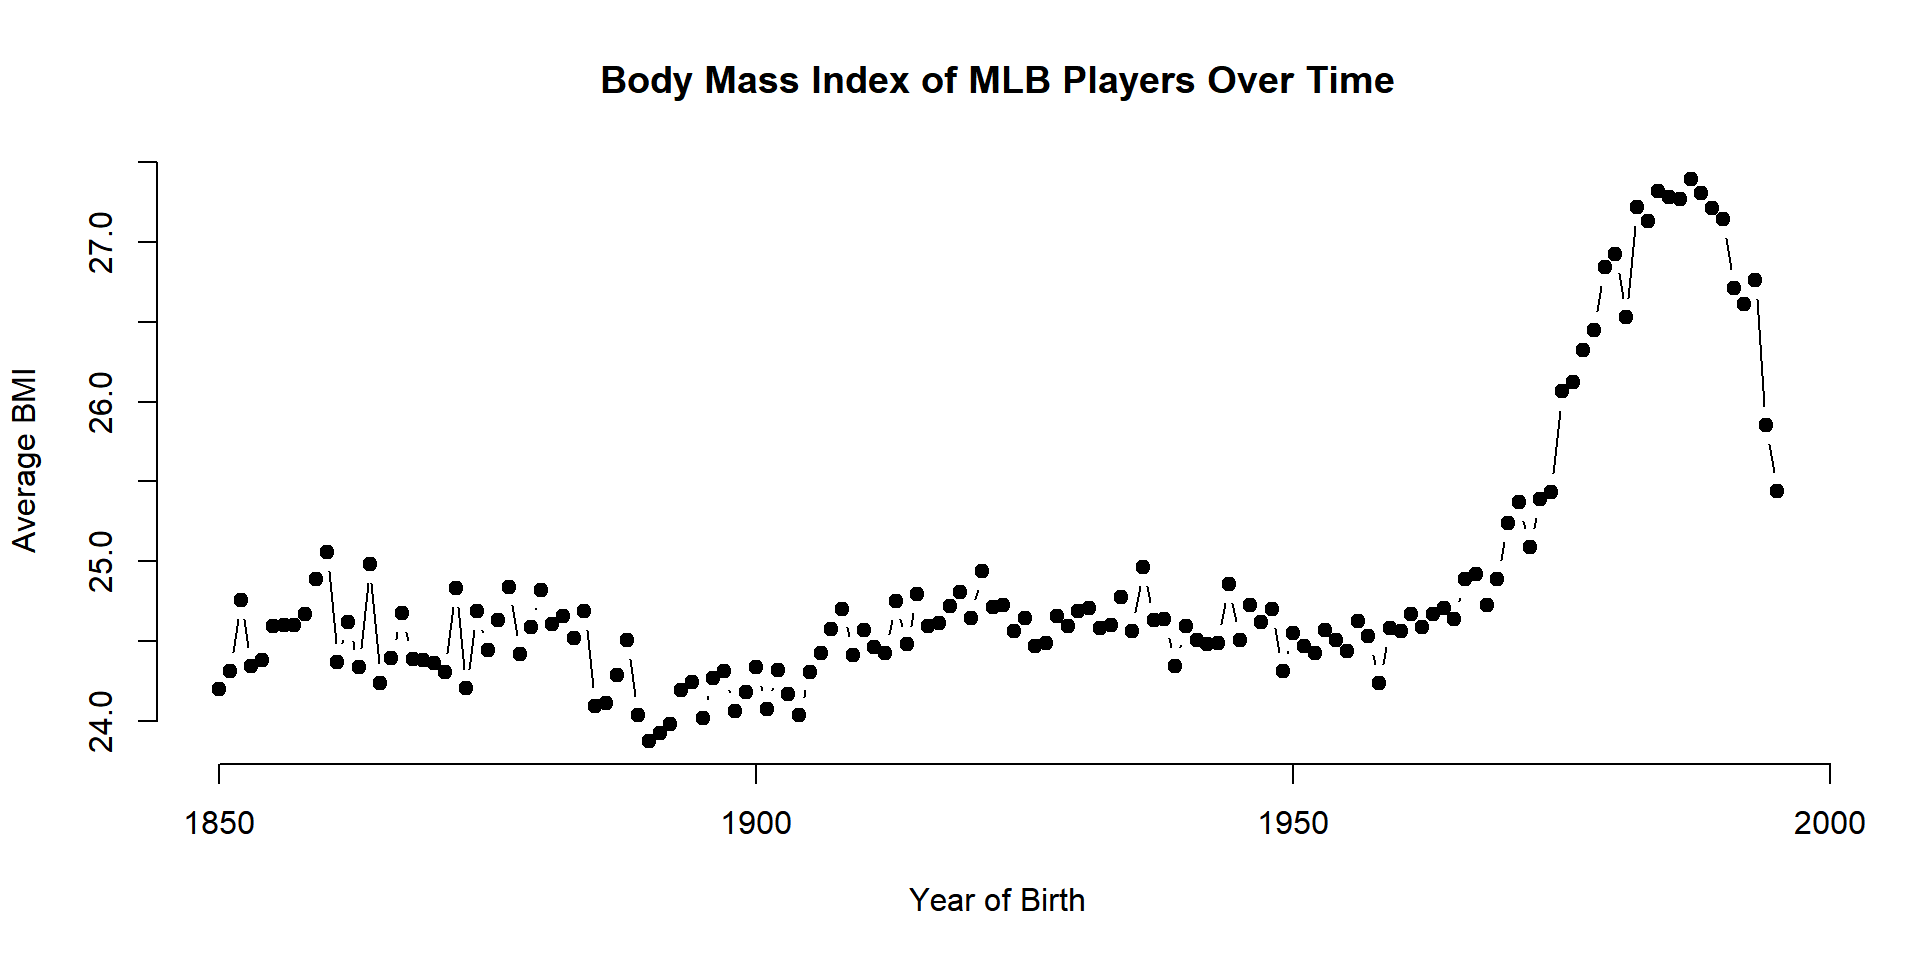 Body Mass Index of MLB Players Over Time
Average BMI
27.0
26.0
25.0
24.0
1850 1900 1950 2000
Year of Birth